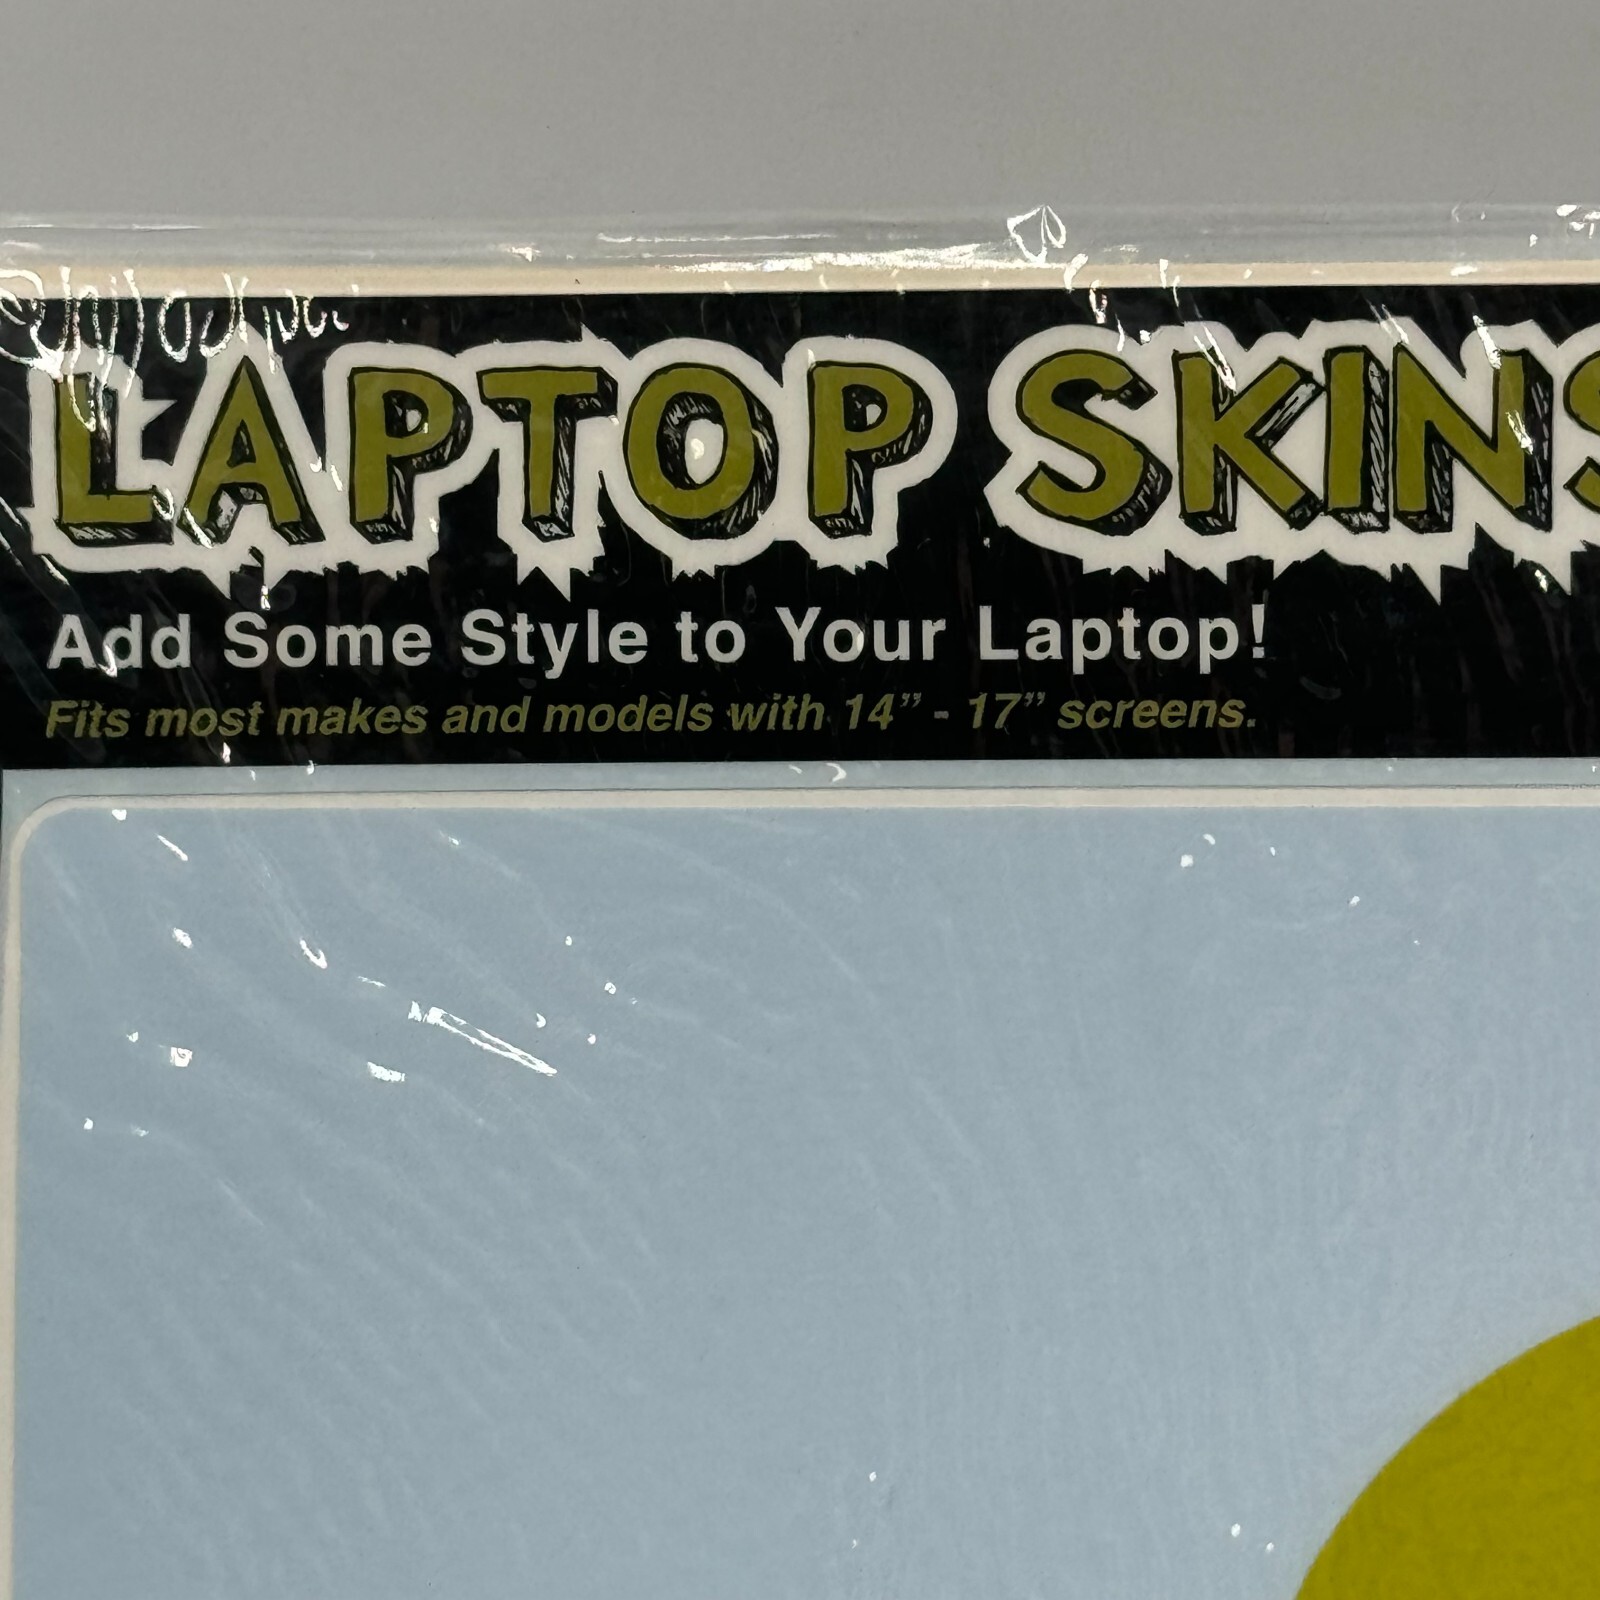 LAPTOP SKINS
Add Some Style to Your Laptop!
Fits most makes and models with 14” - 17” screens.